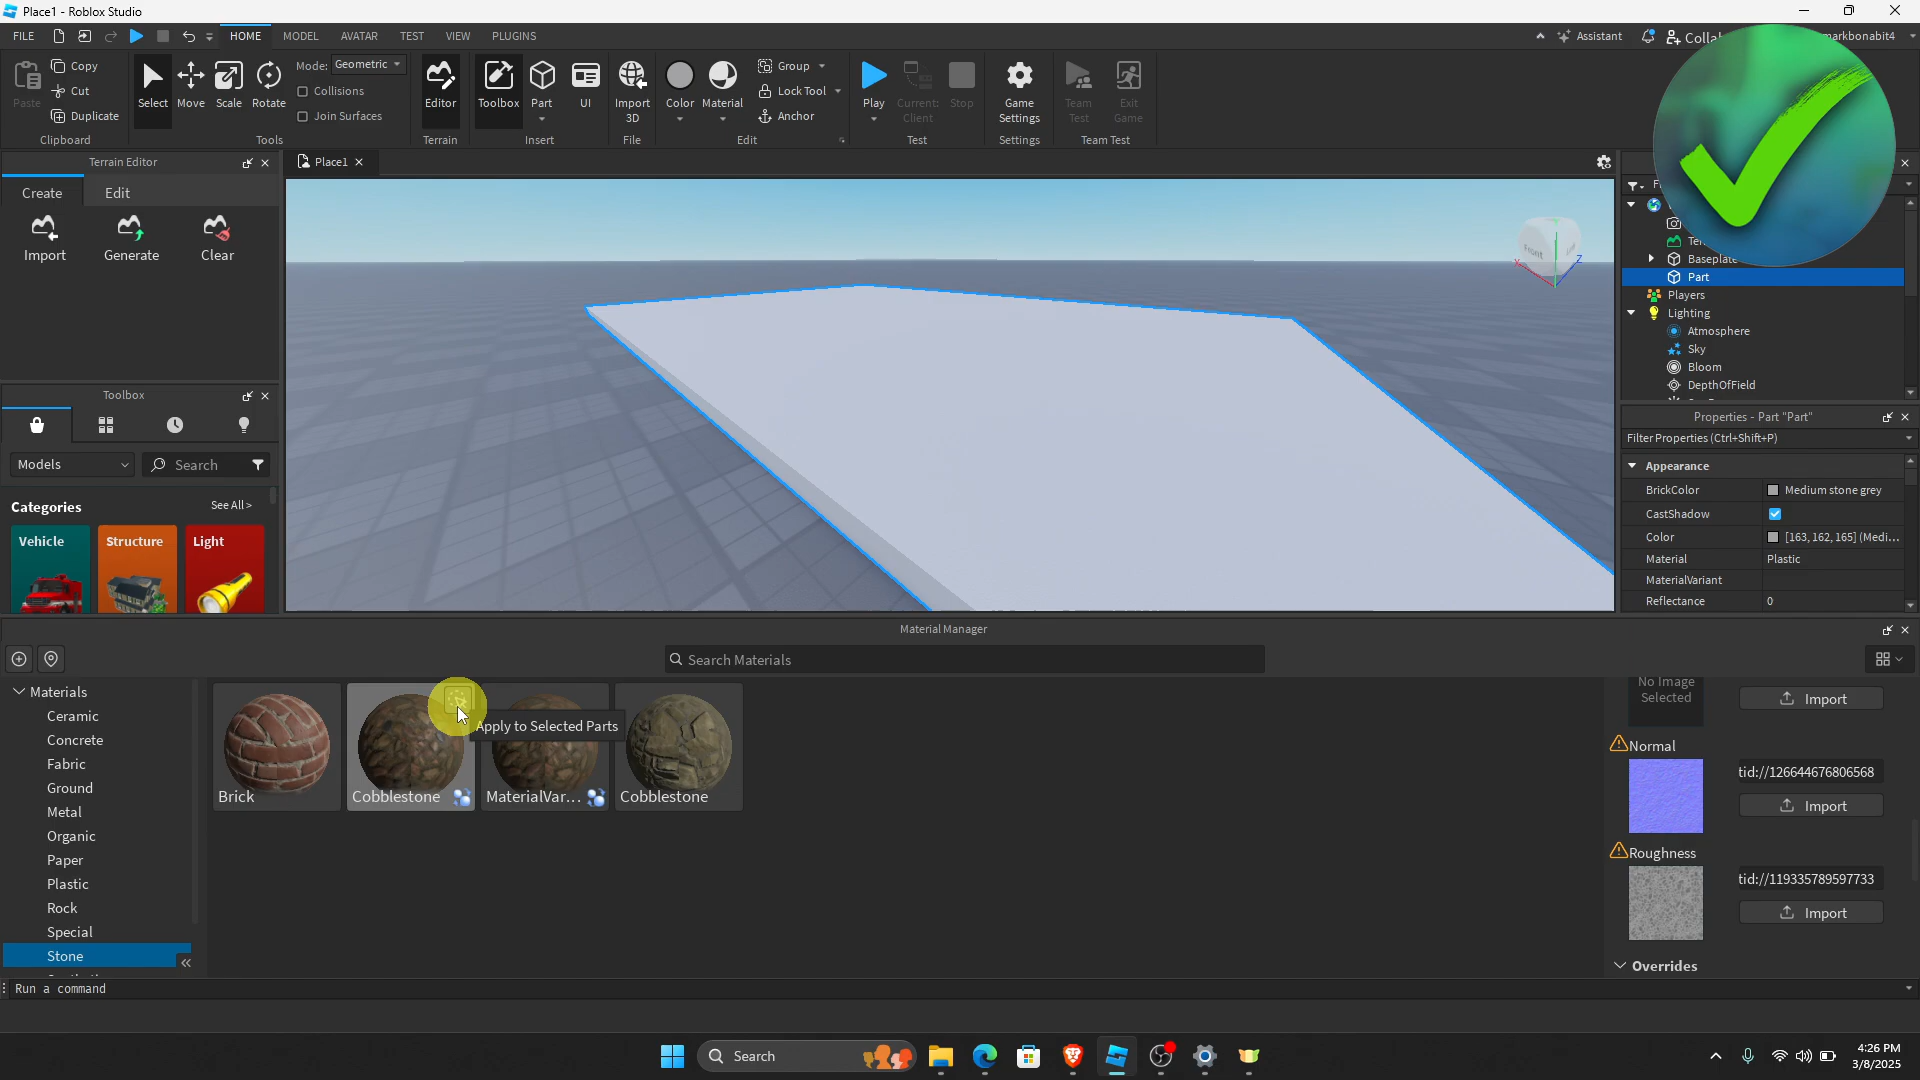 Place1 - Roblox Studio
FILE HOME MODEL AVATAR TEST VIEW PLUGINS
Assistant
markbonabit4
Paste
Copy
Cut
Duplicate
Clipboard
Select
Move
Scale
Rotate
Mode: Geometric
Collisions
Join Surfaces
Tools
Editor
Terrain
Toolbox
Part
UI
Insert
Import
3D
File
Color
Material
Group
Lock Tool
Anchor
Edit
Play
Current:
Client
Stop
Test
Game
Settings
Settings
Team
Test
Exit
Game
Team Test
Terrain Editor
Create
Edit
Import
Generate
Clear
Place1
Front
Baseplate
Part
Players
Lighting
Atmosphere
Sky
Bloom
DepthOfField
Toolbox
Models
Search
Categories
See All >
Vehicle
Structure
Light
Properties - Part "Part"
Filter Properties (Ctrl+Shift+P)
Appearance
BrickColor Medium stone grey
CastShadow
Color [163, 162, 165] (Medi...
Material Plastic
MaterialVariant
Reflectance 0
Material Manager
Search Materials
Materials
Ceramic
Concrete
Fabric
Ground
Metal
Organic
Paper
Plastic
Rock
Special
Stone
Brick
Cobblestone
MaterialVar...
Cobblestone
Apply to Selected Parts
No Image
Selected
Import
Normal
tid://126644676806568
Import
Roughness
tid://119335789597733
Import
Overrides
Run a command
Search
4:26 PM
3/8/2025